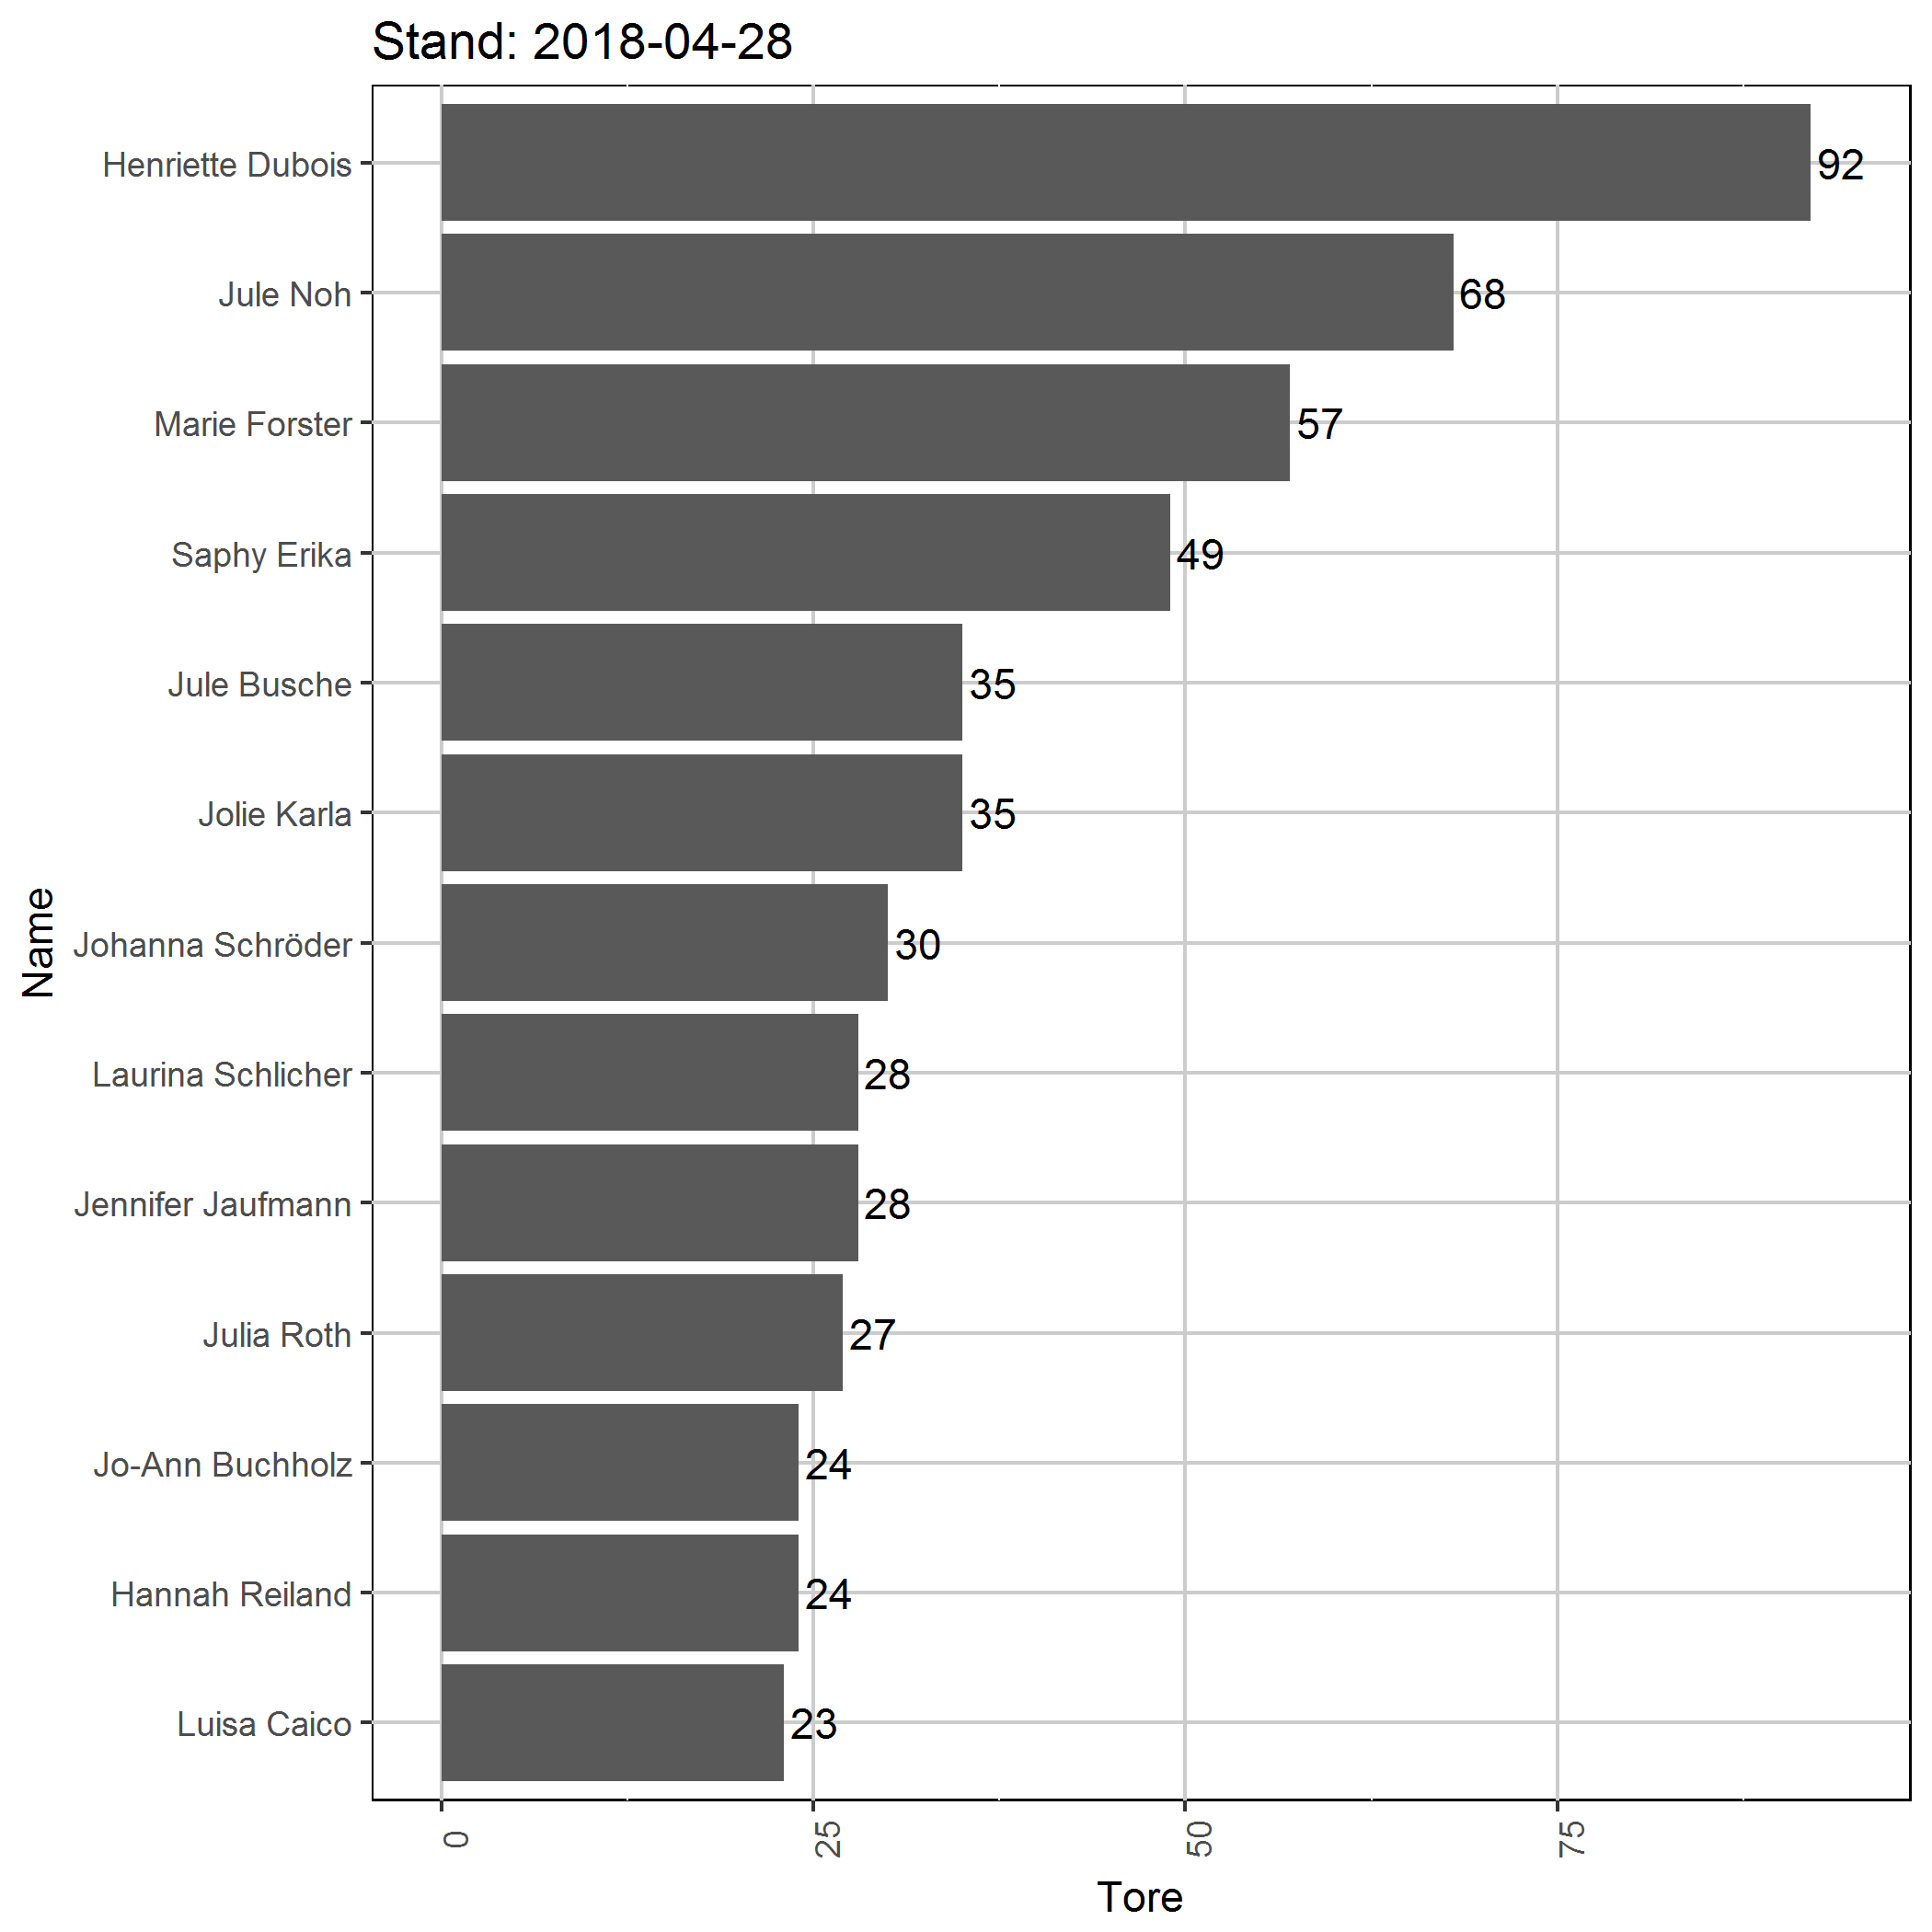 Stand: 2018-04-28
Henriette Dubois 92
Jule Noh 68
Marie Forster 57
Saphy Erika 49
Jule Busche 35
Jolie Karla 35
Johanna Schröder 30
Laurina Schlicher 28
Jennifer Jaufmann 28
Julia Roth 27
Jo-Ann Buchholz 24
Hannah Reiland 24
Luisa Caico 23
Name
0 25 50 75
Tore